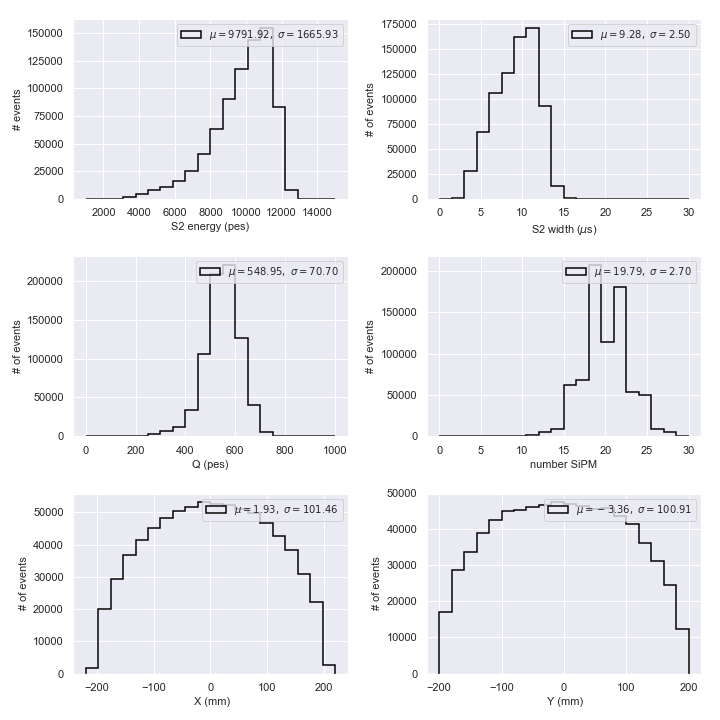 μ = 9791.92, σ = 1665.93
# events
150000
125000
100000
75000
50000
25000
0
2000 4000 6000 8000 10000 12000 14000
S2 energy (pes)
μ = 9.28, σ = 2.50
# of events
175000
150000
125000
100000
75000
50000
25000
0
0 5 10 15 20 25 30
S2 width (μs)
μ = 548.95, σ = 70.70
# of events
200000
150000
100000
50000
0
0 200 400 600 800 1000
Q (pes)
μ = 19.79, σ = 2.70
# of events
200000
150000
100000
50000
0
0 5 10 15 20 25 30
number SiPM
μ = 1.93, σ = 101.46
# of events
50000
40000
30000
20000
10000
0
−200 −100 0 100 200
X (mm)
μ = −3.36, σ = 100.91
# of events
50000
40000
30000
20000
10000
0
−200 −100 0 100 200
Y (mm)